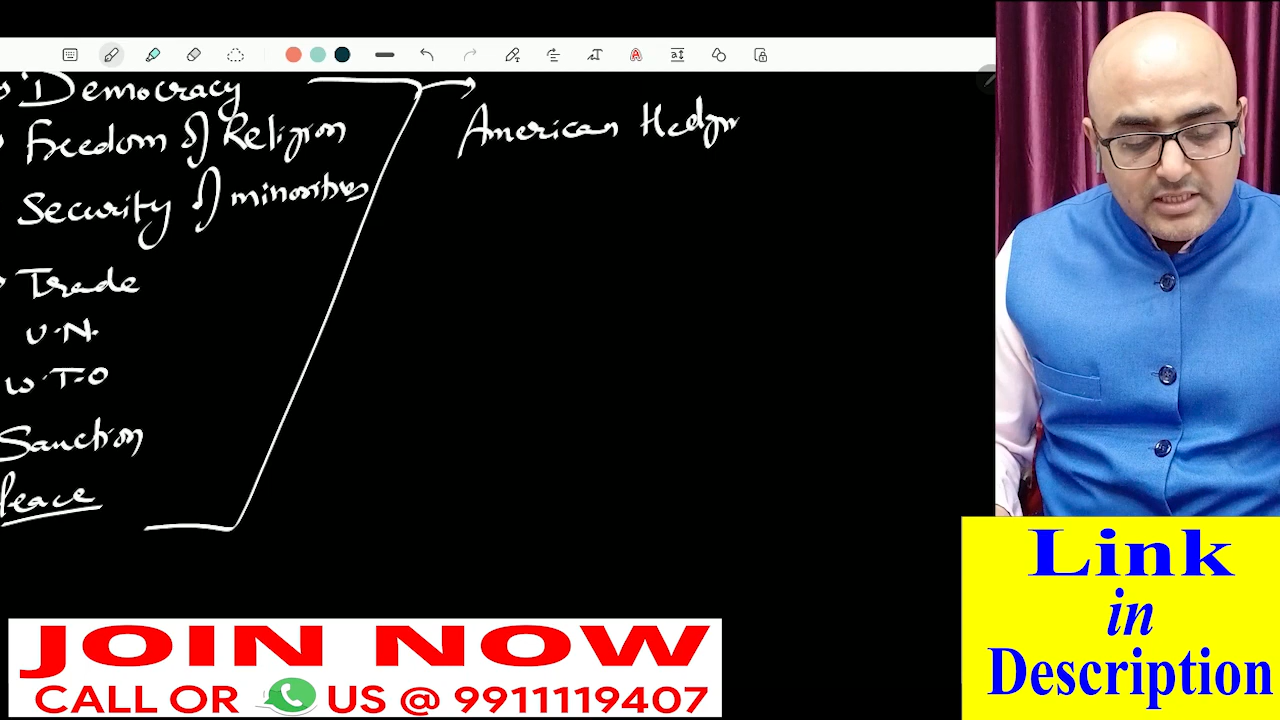 Democracy
Freedom of Religion
Security of minorities
Trade
U.N.
W.T.O
Sanction
Peace
American
JOIN NOW
CALL OR US @ 9911119407
Link
in
Description